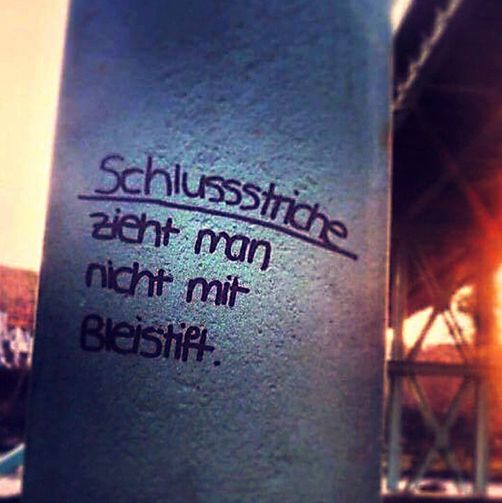 Schlussstriche
zieht man
nicht mit
Bleistift.